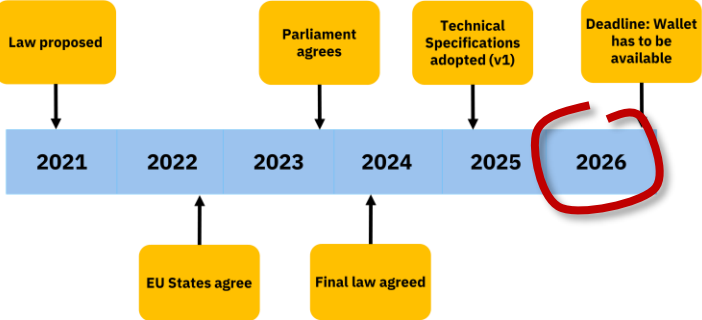 Law proposed
Parliament
agrees
Technical
Specifications
adopted (v1)
Deadline: Wallet
has to be
available
2021 2022 2023 2024 2025 2026
EU States agree
Final law agreed